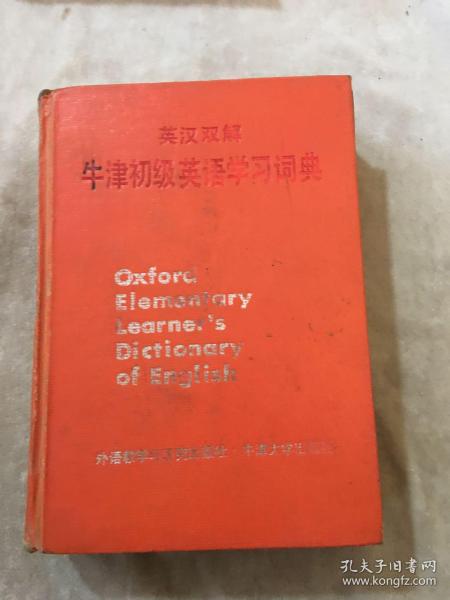 英汉双解
牛津初级英语学习词典
Oxford
Elementary
Learner's
Dictionary
of English
外语教学与研究出版社·牛津大学出版社
孔夫子旧书网
www.kongfz.com